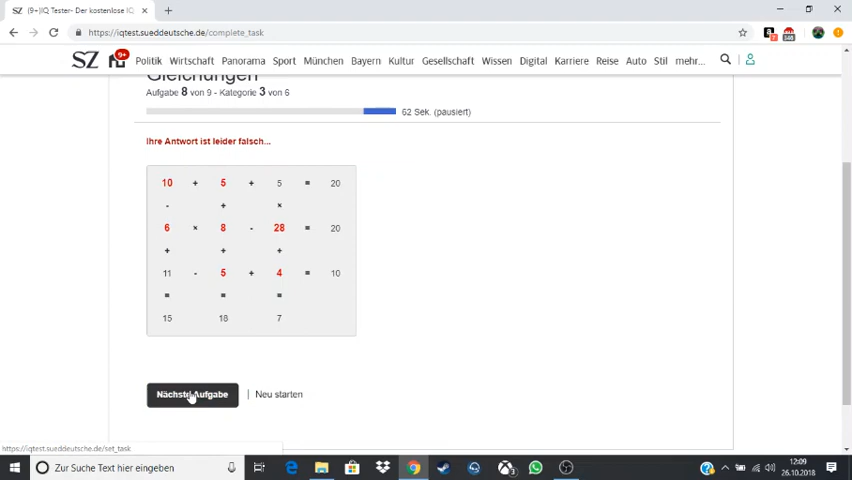 (9+)IQ Tester- Der kostenlose IQ
https://iqtest.sueddeutsche.de/complete_task
SZ 9+ Politik Wirtschaft Panorama Sport München Bayern Kultur Gesellschaft Wissen Digital Karriere Reise Auto Stil mehr...
Gleichungen
Aufgabe 8 von 9 - Kategorie 3 von 6
62 Sek. (pausiert)
Ihre Antwort ist leider falsch...
10 + 5 + 5 = 20
- + ×
6 × 8 - 28 = 20
+ + +
11 - 5 + 4 = 10
= = =
15 18 7
Nächste Aufgabe | Neu starten
https://iqtest.sueddeutsche.de/set_task
Zur Suche Text hier eingeben
12:09
26.10.2018